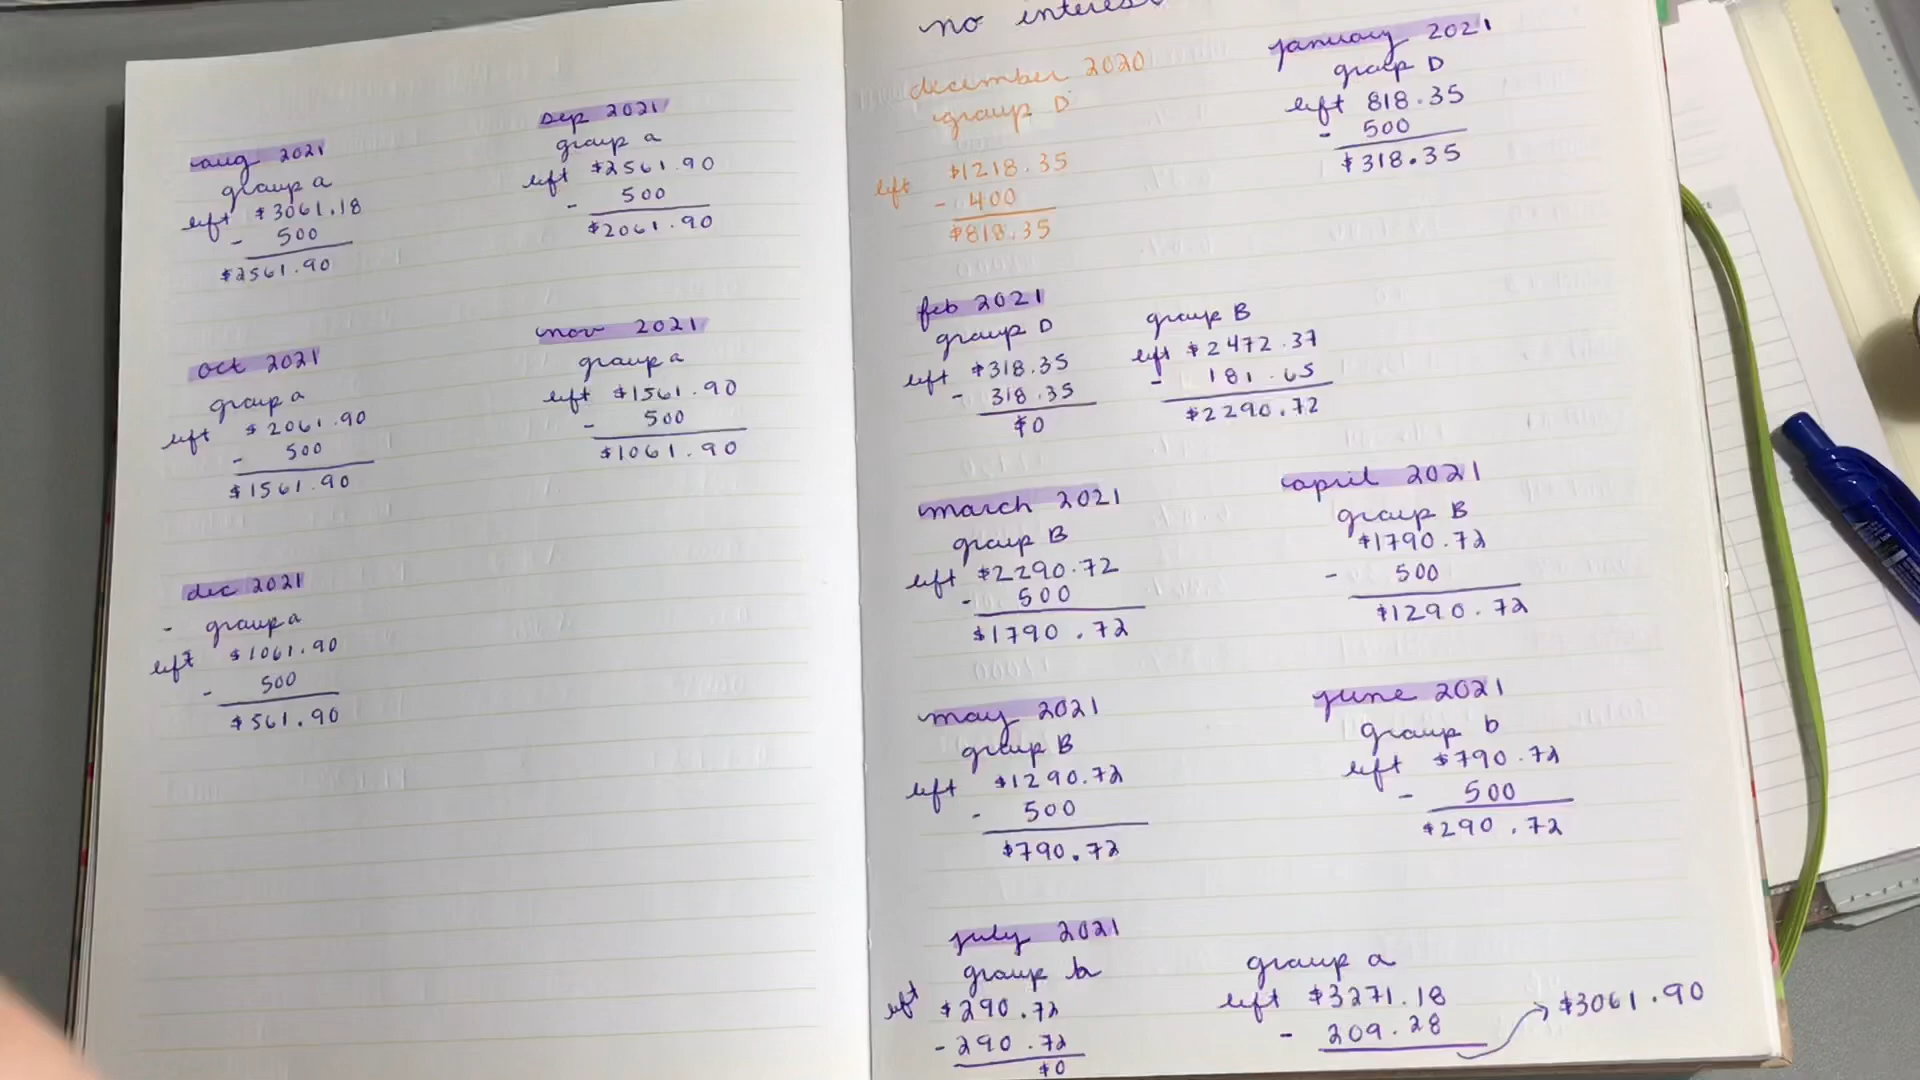 aug 2021
group a
left $3061.18
- 500
$2561.90
sep 2021
group a
left $2561.90
- 500
$2061.90
oct 2021
group a
left $2061.90
- 500
$1561.90
nov 2021
group a
left $1561.90
- 500
$1061.90
dec 2021
- group a
left $1061.90
- 500
$561.90
no interest
december 2020
group D
left $1218.35
- 400
$818.35
january 2021
group D
left 818.35
- 500
$318.35
feb 2021
group D
left $318.35
- 318.35
$0
group B
left $2472.37
- 181.65
$2290.72
march 2021
group B
left $2290.72
- 500
$1790.72
april 2021
group B
$1790.72
- 500
$1290.72
may 2021
group B
left $1290.72
- 500
$790.72
june 2021
group b
left $790.72
- 500
$290.72
july 2021
group b
left $290.72
- 290.72
$0
group a
left $3271.18
- 209.28
$3061.90